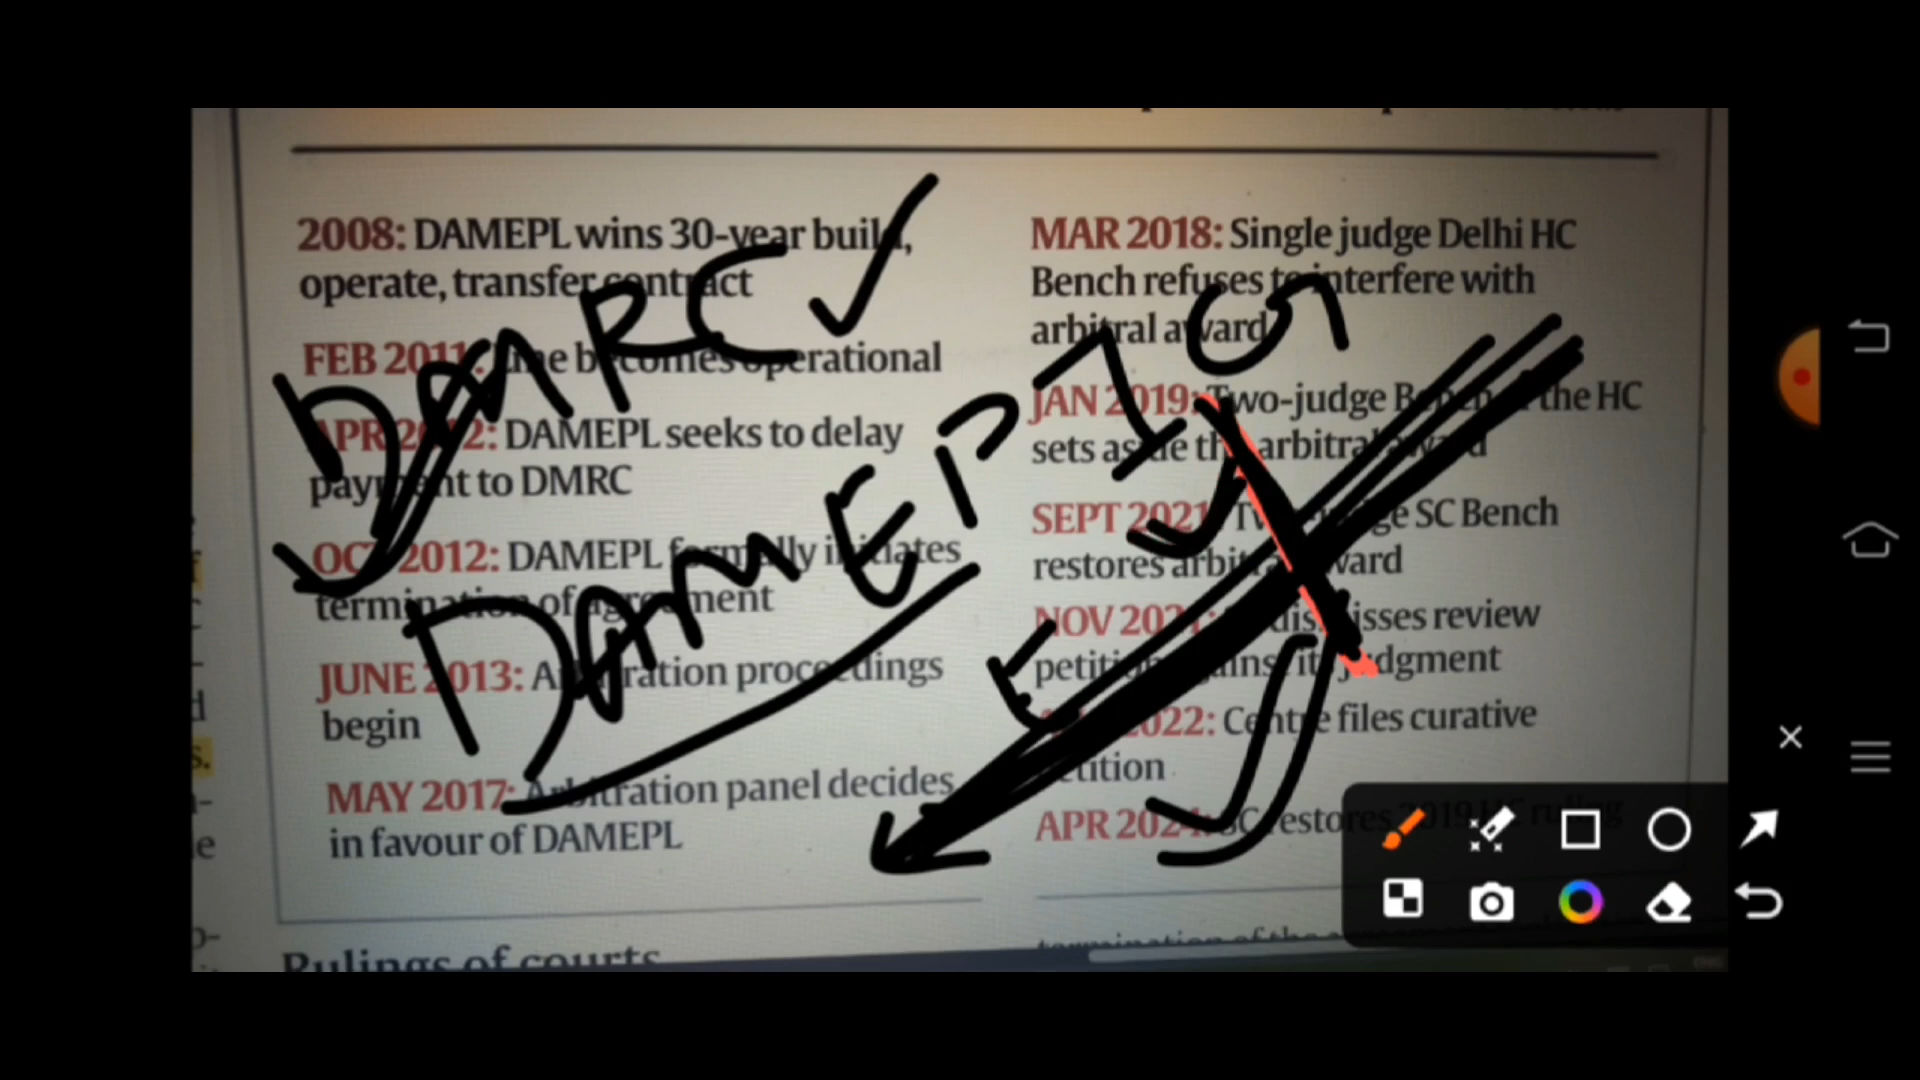 2008: DAMEPL wins 30-year build,
operate, transfer contract
FEB 2011: Line becomes operational
APR 2012: DAMEPL seeks to delay
payment to DMRC
OCT 2012: DAMEPL formally initiates
termination of agreement
JUNE 2013: Arbitration proceedings
begin
MAY 2017: Arbitration panel decides
in favour of DAMEPL
MAR 2018: Single judge Delhi HC
Bench refuses to interfere with
arbitral award
JAN 2019: Two-judge Bench of the HC
sets aside the arbitral award
SEPT 2021: Two-judge SC Bench
restores arbitral award
NOV 2021: SC dismisses review
petition against its judgment
2022: Centre files curative
petition
APR 2024: SC restores 2019 HC ruling
Rulings of courts
termination of the
DMRC
DAMEP